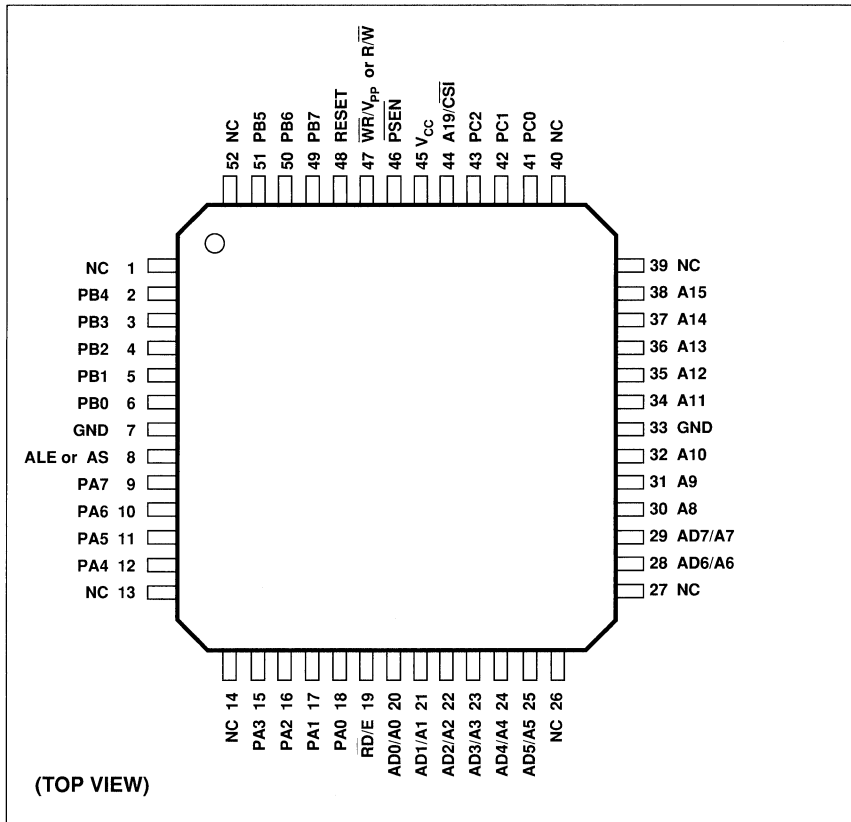 52 NC
51 PB5
50 PB6
49 PB7
48 RESET
47 W̅R̅/VPP or R/W̅
46 P̅S̅E̅N̅
45 VCC
44 A19/C̅S̅I̅
43 PC2
42 PC1
41 PC0
40 NC
NC 1
PB4 2
PB3 3
PB2 4
PB1 5
PB0 6
GND 7
ALE or AS 8
PA7 9
PA6 10
PA5 11
PA4 12
NC 13
39 NC
38 A15
37 A14
36 A13
35 A12
34 A11
33 GND
32 A10
31 A9
30 A8
29 AD7/A7
28 AD6/A6
27 NC
NC 14
PA3 15
PA2 16
PA1 17
PA0 18
R̅D̅/E 19
AD0/A0 20
AD1/A1 21
AD2/A2 22
AD3/A3 23
AD4/A4 24
AD5/A5 25
NC 26
(TOP VIEW)